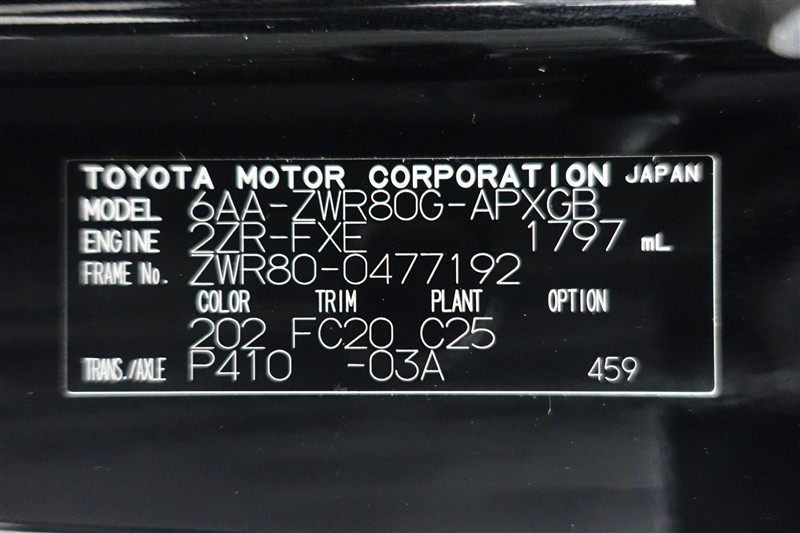 TOYOTA MOTOR CORPORATION JAPAN
MODEL 6AA-ZWR80G-APXGB
ENGINE 2ZR-FXE 1797 mL
FRAME No. ZWR80-0477192
COLOR TRIM PLANT OPTION
202 FC20 C25
TRANS./AXLE P410 -03A 459